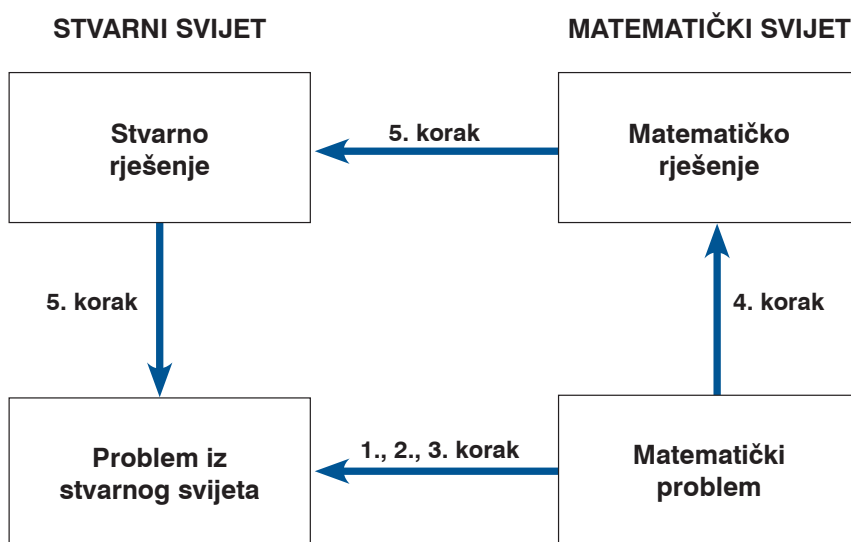 STVARNI SVIJET
MATEMATIČKI SVIJET
Stvarno
rješenje
5. korak
Matematičko
rješenje
5. korak
4. korak
Problem iz
stvarnog svijeta
1., 2., 3. korak
Matematički
problem